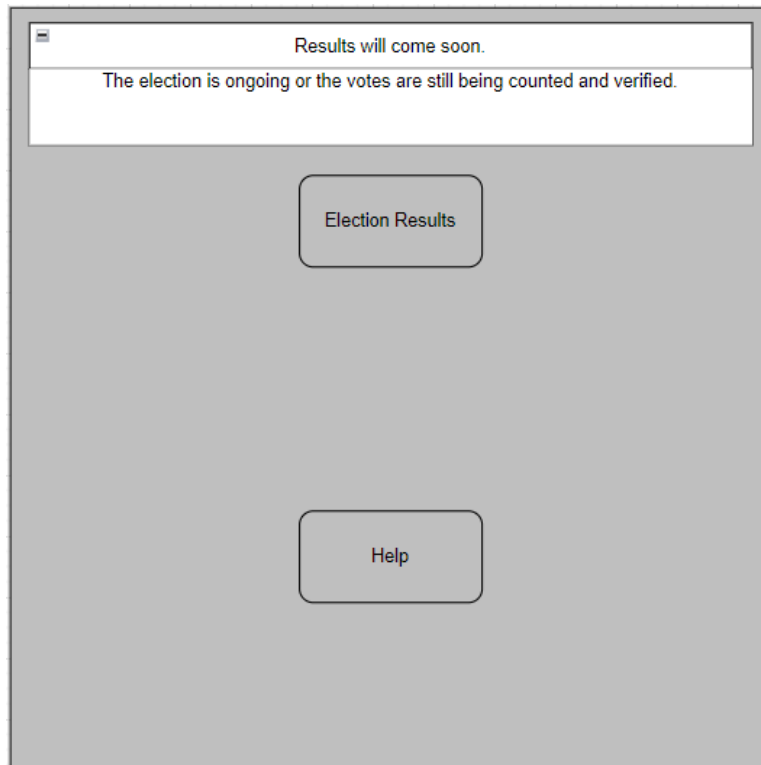 Results will come soon.
The election is ongoing or the votes are still being counted and verified.
Election Results
Help